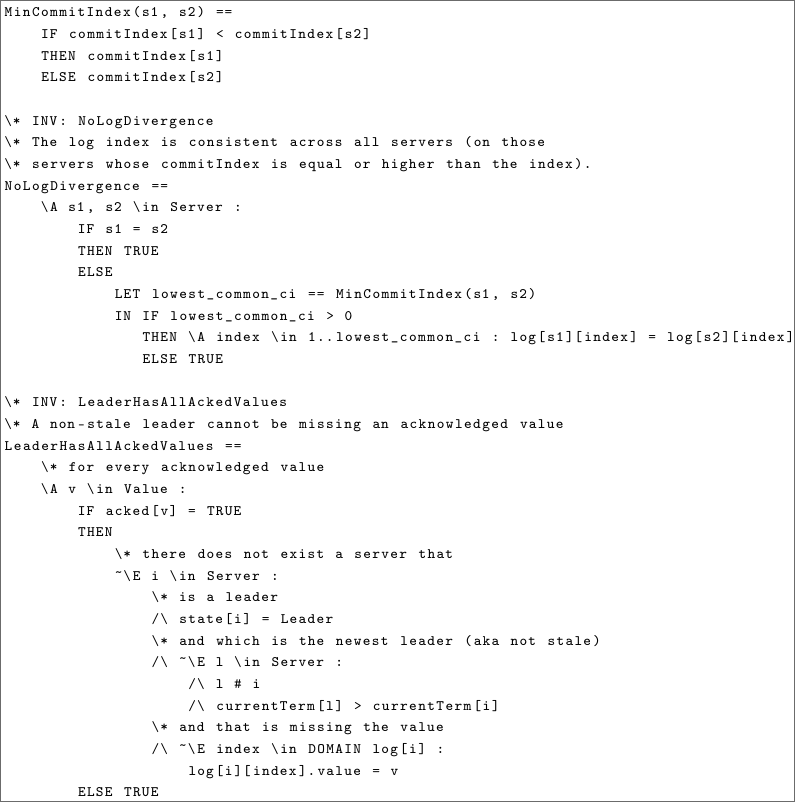 MinCommitIndex(s1, s2) ==
    IF commitIndex[s1] < commitIndex[s2]
    THEN commitIndex[s1]
    ELSE commitIndex[s2]

\* INV: NoLogDivergence
\* The log index is consistent across all servers (on those
\* servers whose commitIndex is equal or higher than the index).
NoLogDivergence ==
    \A s1, s2 \in Server :
        IF s1 = s2
        THEN TRUE
        ELSE
            LET lowest_common_ci == MinCommitIndex(s1, s2)
            IN IF lowest_common_ci > 0
               THEN \A index \in 1..lowest_common_ci : log[s1][index] = log[s2][index]
               ELSE TRUE

\* INV: LeaderHasAllAckedValues
\* A non-stale leader cannot be missing an acknowledged value
LeaderHasAllAckedValues ==
    \* for every acknowledged value
    \A v \in Value :
        IF acked[v] = TRUE
        THEN
            \* there does not exist a server that
            ~\E i \in Server :
                \* is a leader
                /\ state[i] = Leader
                \* and which is the newest leader (aka not stale)
                /\ ~\E l \in Server :
                    /\ l # i
                    /\ currentTerm[l] > currentTerm[i]
                \* and that is missing the value
                /\ ~\E index \in DOMAIN log[i] :
                    log[i][index].value = v
        ELSE TRUE